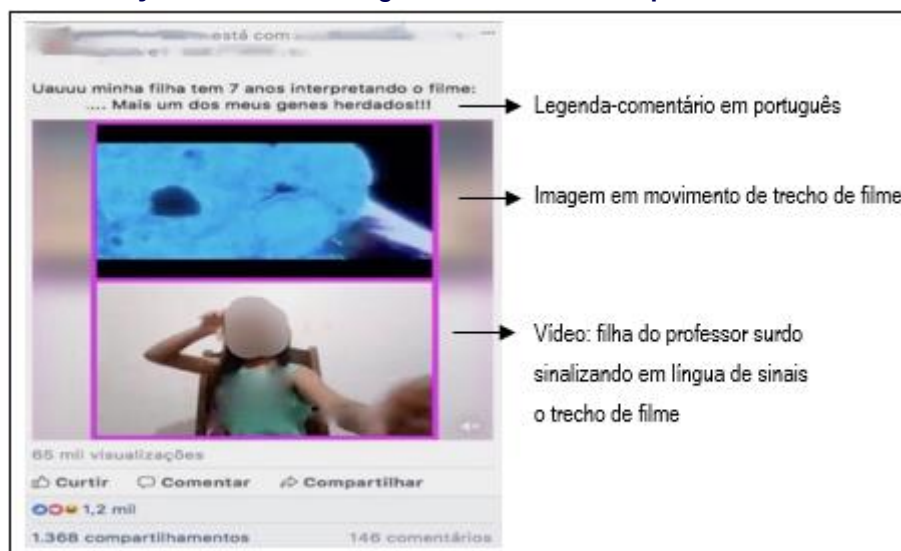 está com
Uauuu minha filha tem 7 anos interpretando o filme:
.... Mais um dos meus genes herdados!!!
Legenda-comentário em português
Imagem em movimento de trecho de filme
Vídeo: filha do professor surdo
sinalizando em língua de sinais
o trecho de filme
65 mil visualizações
Curtir Comentar Compartilhar
1,2 mil
1.368 compartilhamentos 146 comentários